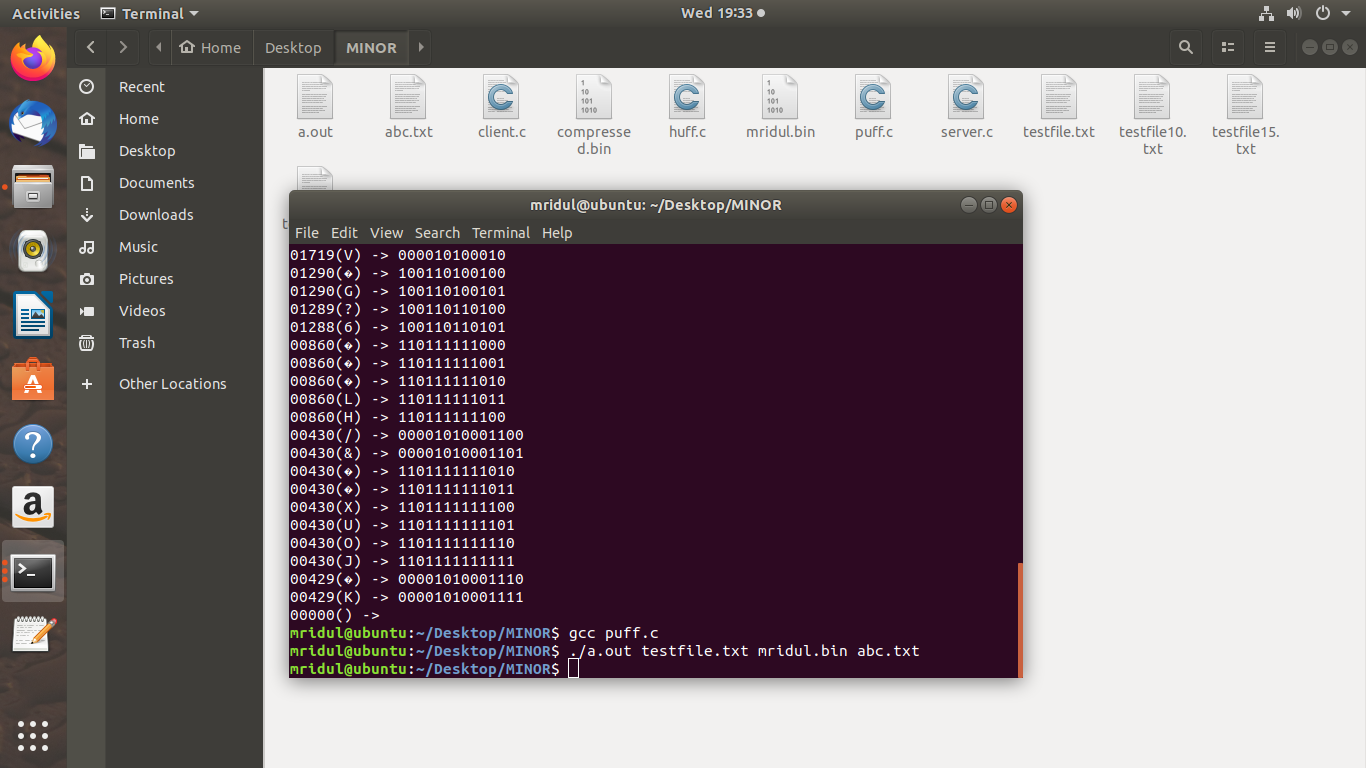 Activities Terminal Wed 19:33
Home Desktop MINOR
Recent
Home
Desktop
Documents
Downloads
Music
Pictures
Videos
Trash
Other Locations
a.out abc.txt client.c compressed.bin huff.c mridul.bin puff.c server.c testfile.txt testfile10.txt testfile15.txt
mridul@ubuntu: ~/Desktop/MINOR
File Edit View Search Terminal Help
01719(V) -> 000010100010
01290(�) -> 100110100100
01290(G) -> 100110100101
01289(?) -> 100110110100
01288(6) -> 100110110101
00860(�) -> 110111111000
00860(�) -> 110111111001
00860(�) -> 110111111010
00860(L) -> 110111111011
00860(H) -> 110111111100
00430(/) -> 00001010001100
00430(&) -> 00001010001101
00430(�) -> 1101111111010
00430(�) -> 1101111111011
00430(X) -> 1101111111100
00430(U) -> 1101111111101
00430(O) -> 1101111111110
00430(J) -> 1101111111111
00429(�) -> 00001010001110
00429(K) -> 00001010001111
00000() ->
mridul@ubuntu:~/Desktop/MINOR$ gcc puff.c
mridul@ubuntu:~/Desktop/MINOR$ ./a.out testfile.txt mridul.bin abc.txt
mridul@ubuntu:~/Desktop/MINOR$